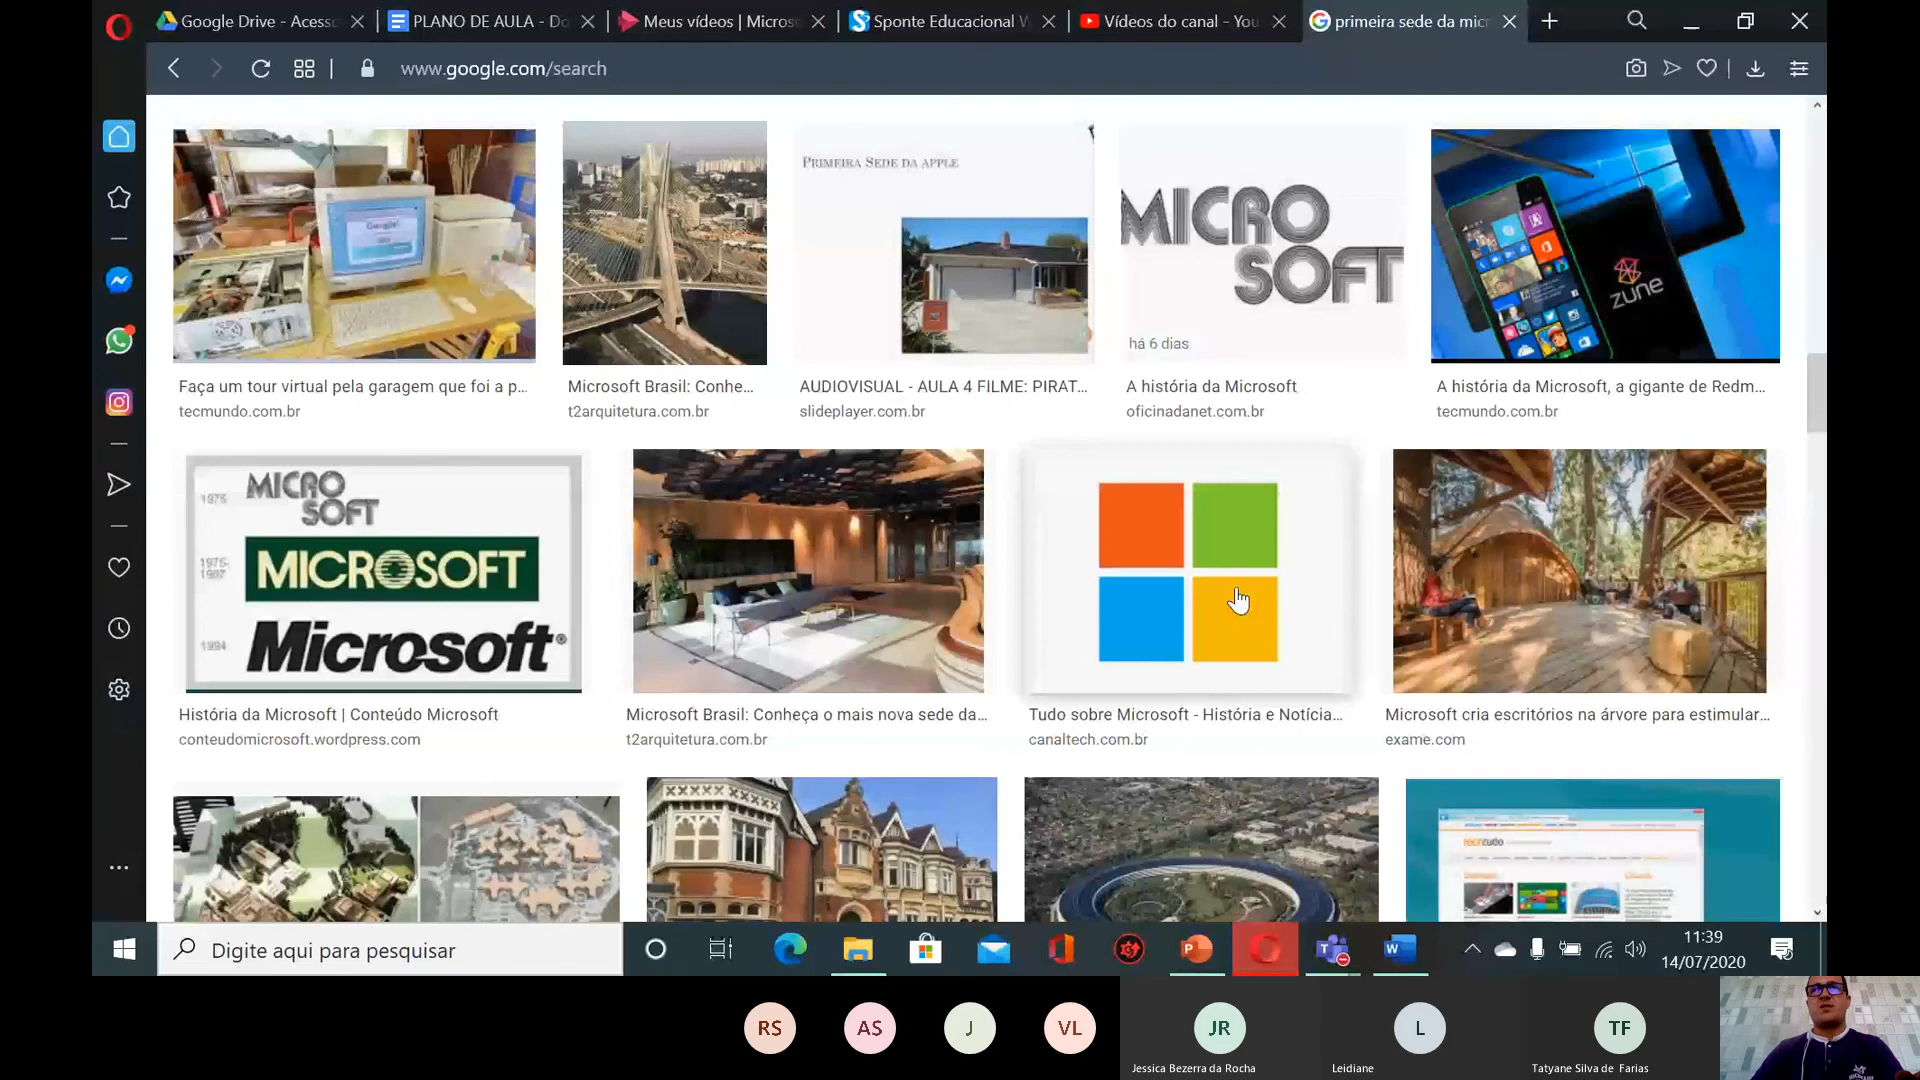 Google Drive - Acesso
PLANO DE AULA - Do
Meus vídeos | Micros
Sponte Educacional W
Vídeos do canal - You
primeira sede da micr
www.google.com/search
Google
PRIMEIRA SEDE DA APPLE
MICRO
SOFT
há 6 dias
zune
Faça um tour virtual pela garagem que foi a p...
Microsoft Brasil: Conhe...
AUDIOVISUAL - AULA 4 FILME: PIRAT...
A história da Microsoft
A história da Microsoft, a gigante de Redm...
tecmundo.com.br
t2arquitetura.com.br
slideplayer.com.br
oficinadanet.com.br
tecmundo.com.br
1975
MICRO
SOFT
1975-
1987
MICROSOFT
1994
Microsoft®
História da Microsoft | Conteúdo Microsoft
Microsoft Brasil: Conheça o mais nova sede da...
Tudo sobre Microsoft - História e Notícia...
Microsoft cria escritórios na árvore para estimular...
conteudomicrosoft.wordpress.com
t2arquitetura.com.br
canaltech.com.br
exame.com
techtudo
Digite aqui para pesquisar
11:39
14/07/2020
RS
AS
J
VL
JR
L
TF
Jessica Bezerra da Rocha
Leidiane
Tatyane Silva de Farias